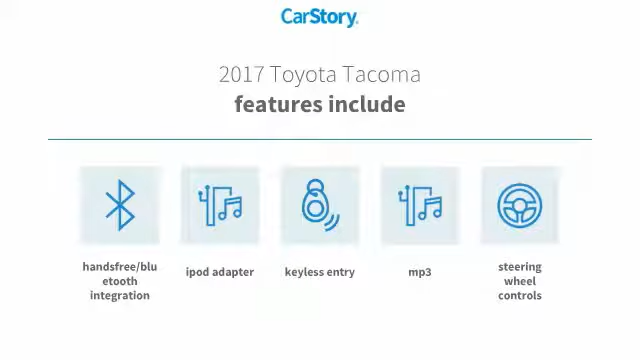 CarStory.
2017 Toyota Tacoma
features include
handsfree/blu
etooth
integration
ipod adapter
keyless entry
mp3
steering
wheel
controls